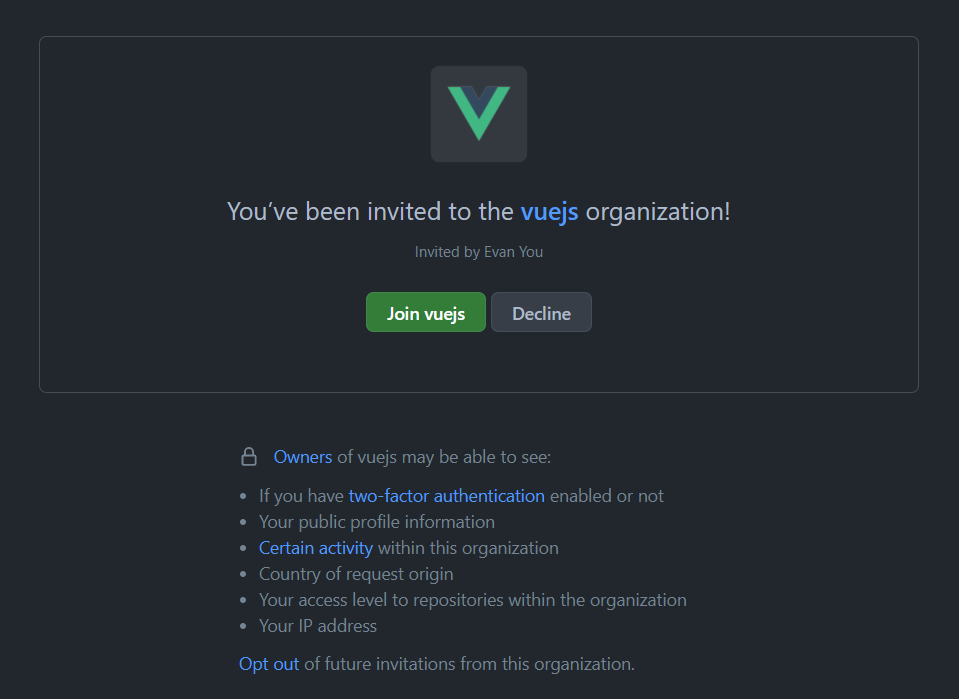 You’ve been invited to the vuejs organization!
Invited by Evan You
Join vuejs Decline
Owners of vuejs may be able to see:
If you have two-factor authentication enabled or not
Your public profile information
Certain activity within this organization
Country of request origin
Your access level to repositories within the organization
Your IP address
Opt out of future invitations from this organization.